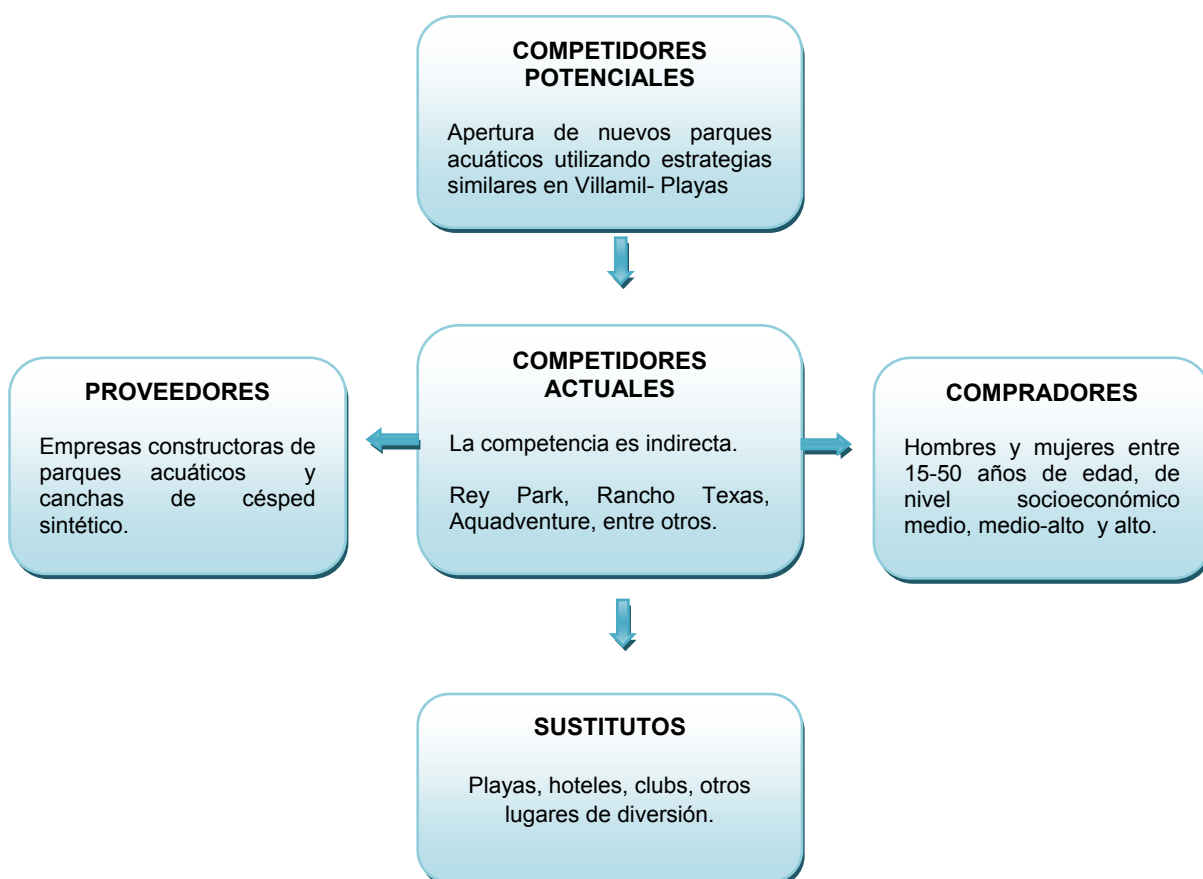 COMPETIDORES
POTENCIALES
Apertura de nuevos parques
acuáticos utilizando estrategias
similares en Villamil- Playas
PROVEEDORES
Empresas constructoras de
parques acuáticos y
canchas de césped
sintético.
COMPETIDORES
ACTUALES
La competencia es indirecta.
Rey Park, Rancho Texas,
Aquadventure, entre otros.
COMPRADORES
Hombres y mujeres entre
15-50 años de edad, de
nivel socioeconómico
medio, medio-alto y alto.
SUSTITUTOS
Playas, hoteles, clubs, otros
lugares de diversión.